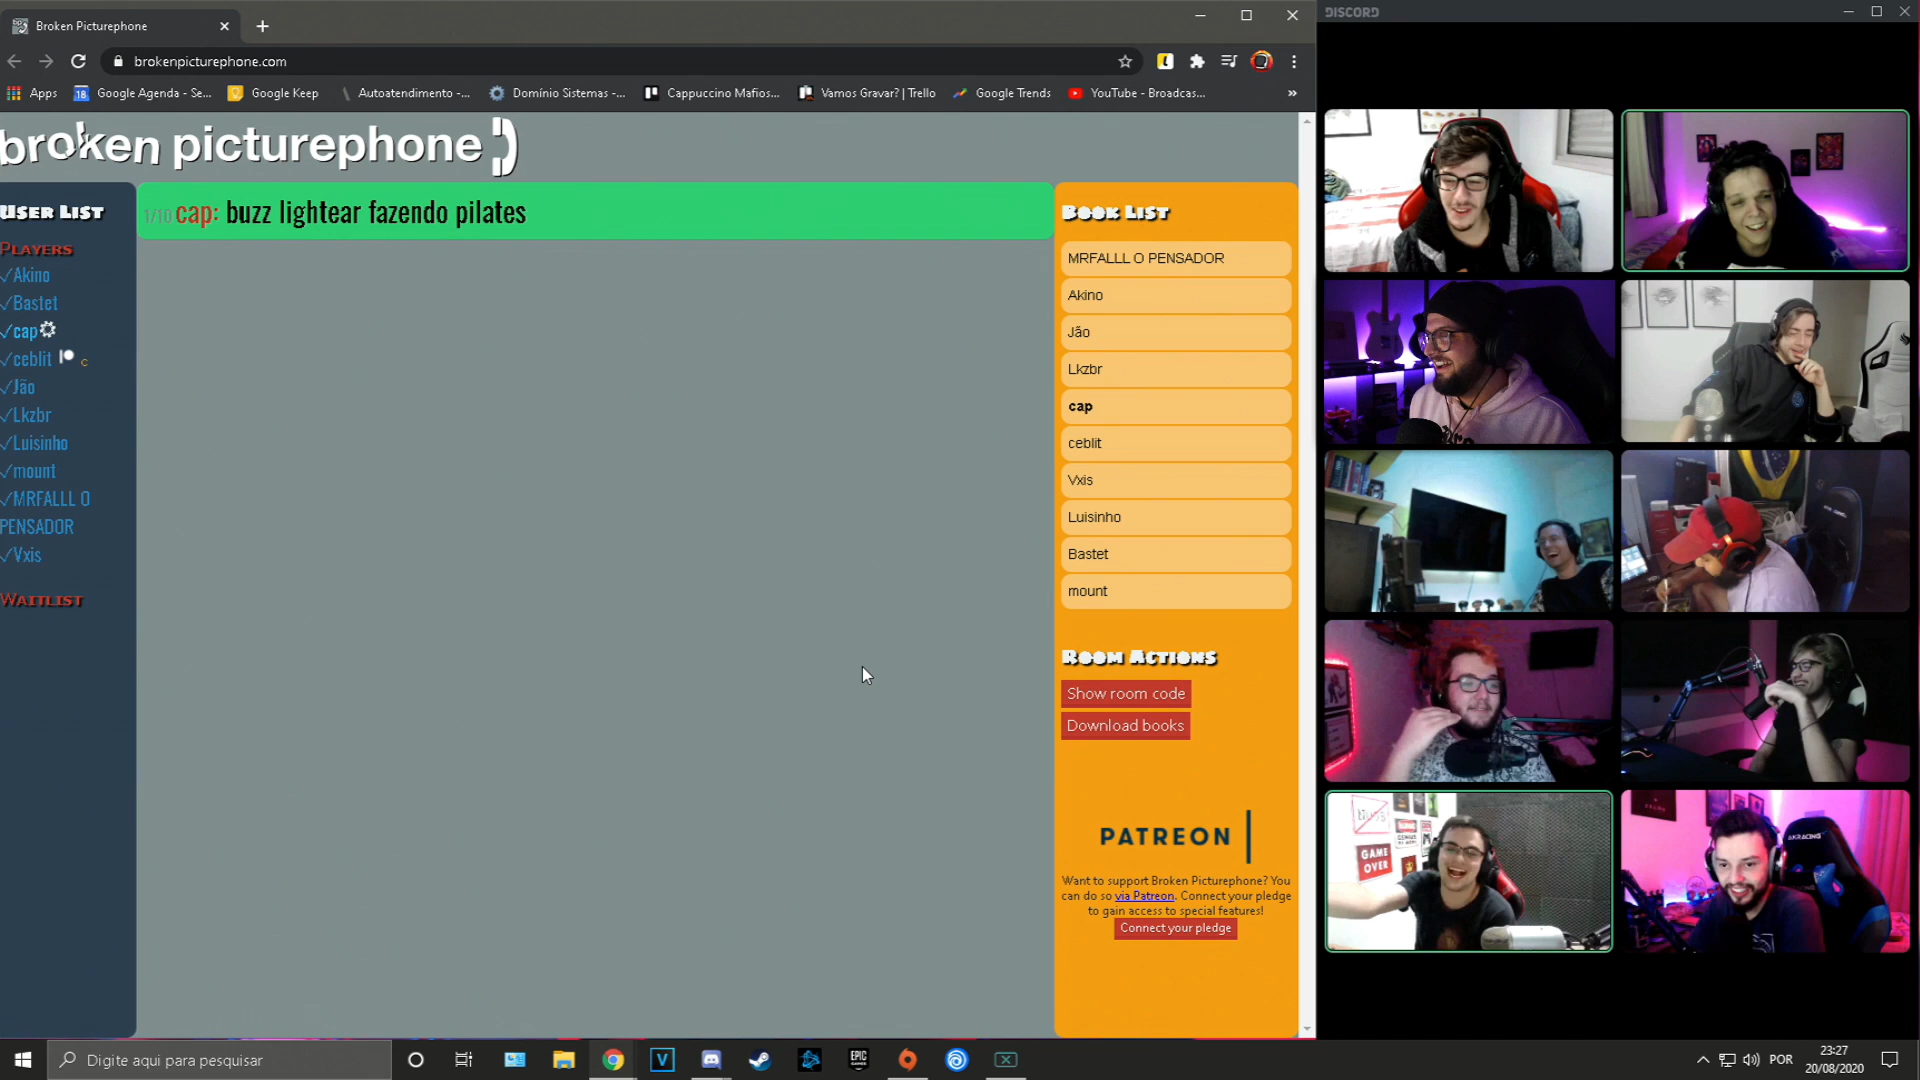 Broken Picturephone
brokenpicturephone.com
Apps
Google Agenda - Se...
Google Keep
Autoatendimento -...
Domínio Sistemas -...
Cappuccino Mafios...
Vamos Gravar? | Trello
Google Trends
YouTube - Broadcas...
»
broken picturephone
User List
Players
✓Akino
✓Bastet
✓cap
✓ceblit c
✓Jão
✓Lkzbr
✓Luisinho
✓mount
✓MRFALLL O
PENSADOR
✓Vxis
Waitlist
1/10 cap: buzz lightear fazendo pilates
Book List
MRFALLL O PENSADOR
Akino
Jão
Lkzbr
cap
ceblit
Vxis
Luisinho
Bastet
mount
Room Actions
Show room code
Download books
PATREON
Want to support Broken Picturephone? You
can do so via Patreon. Connect your pledge
to gain access to special features!
Connect your pledge
DISCORD
GAME
OVER
AKRACING
Digite aqui para pesquisar
EPIC
GAMES
POR
23:27
20/08/2020